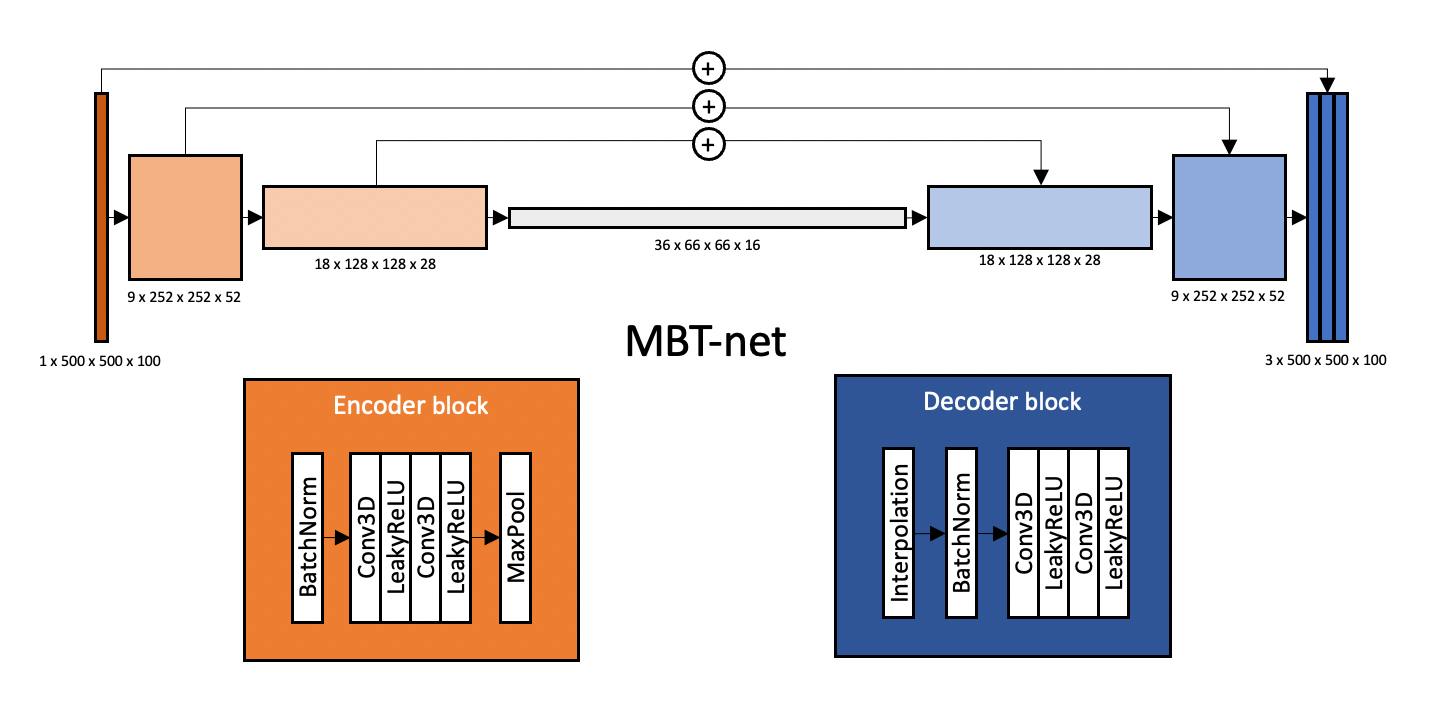 +
+
+
36 x 66 x 66 x 16
18 x 128 x 128 x 28
18 x 128 x 128 x 28
9 x 252 x 252 x 52
9 x 252 x 252 x 52
1 x 500 x 500 x 100
3 x 500 x 500 x 100
MBT-net
Encoder block
BatchNorm
Conv3D
LeakyReLU
Conv3D
LeakyReLU
MaxPool
Decoder block
Interpolation
BatchNorm
Conv3D
LeakyReLU
Conv3D
LeakyReLU